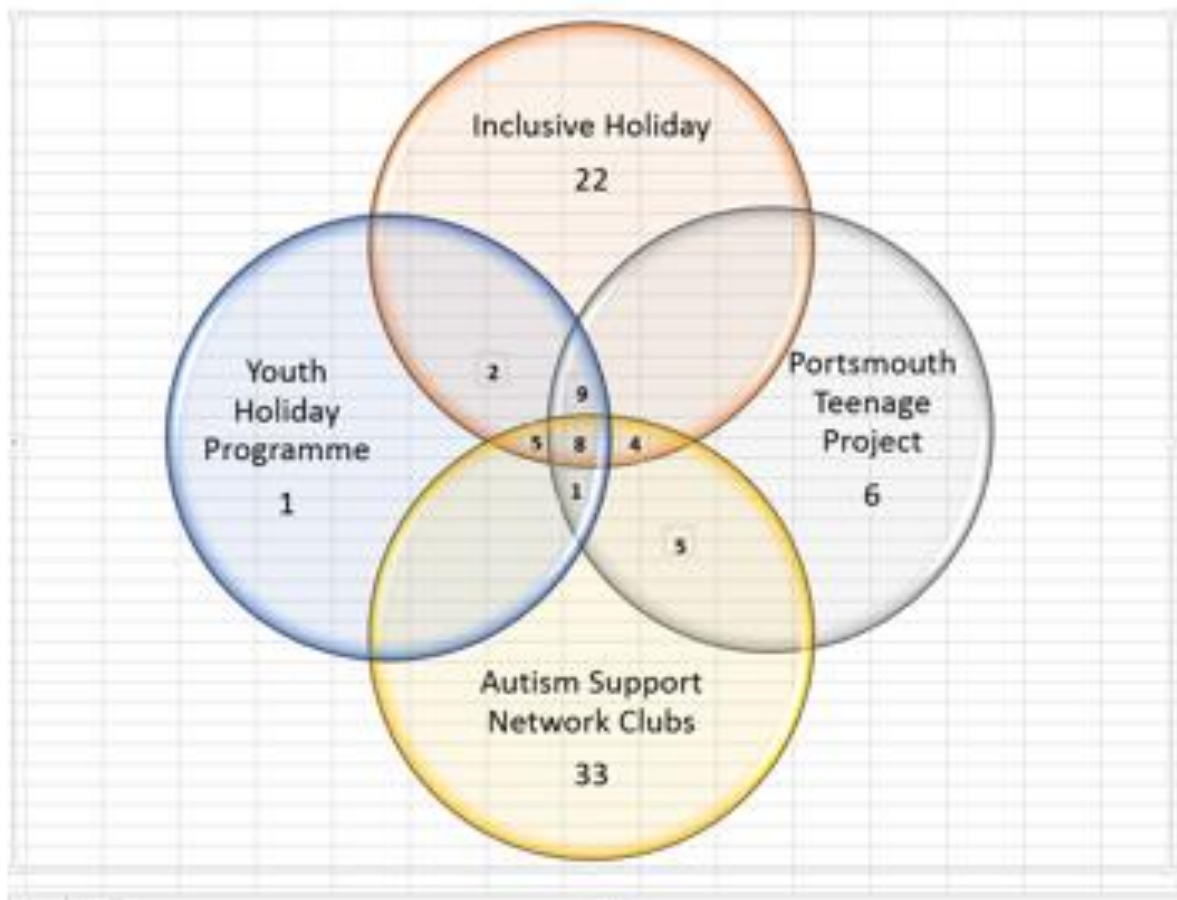 Inclusive Holiday
22
Youth
Holiday
Programme
1
2
9
Portsmouth
Teenage
Project
6
5
8
4
1
5
Autism Support
Network Clubs
33